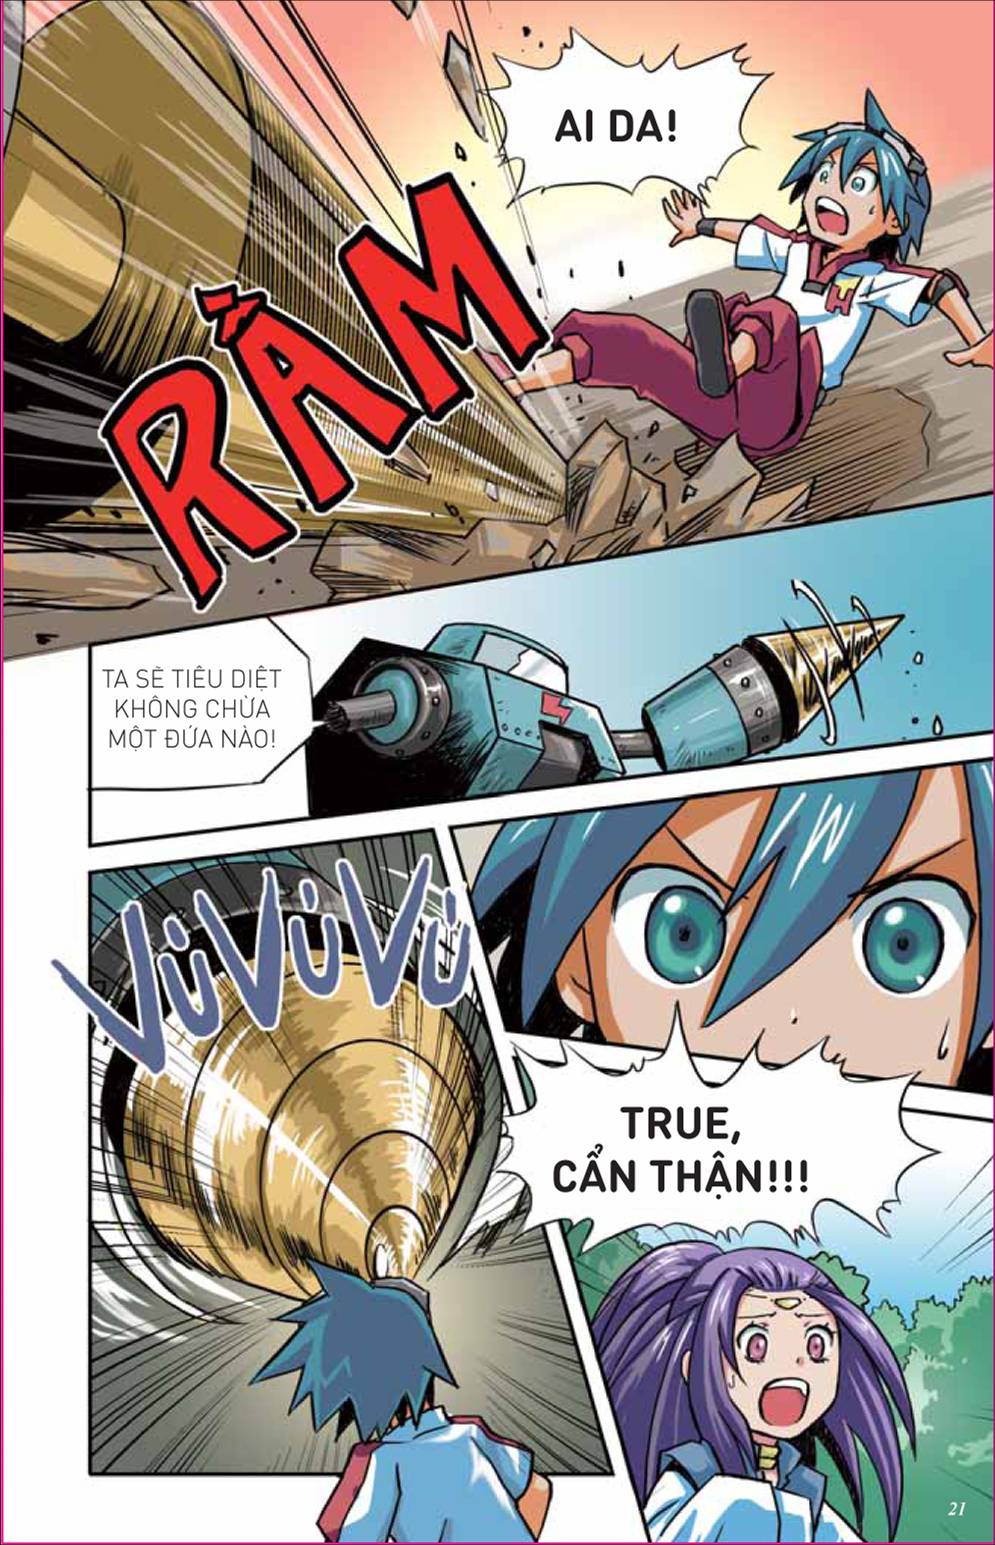 AI DA!
RẦM
TA SẼ TIÊU DIỆT
KHÔNG CHỪA
MỘT ĐỨA NÀO!
VÙVÙVÙ
TRUE,
CẨN THẬN!!!
21